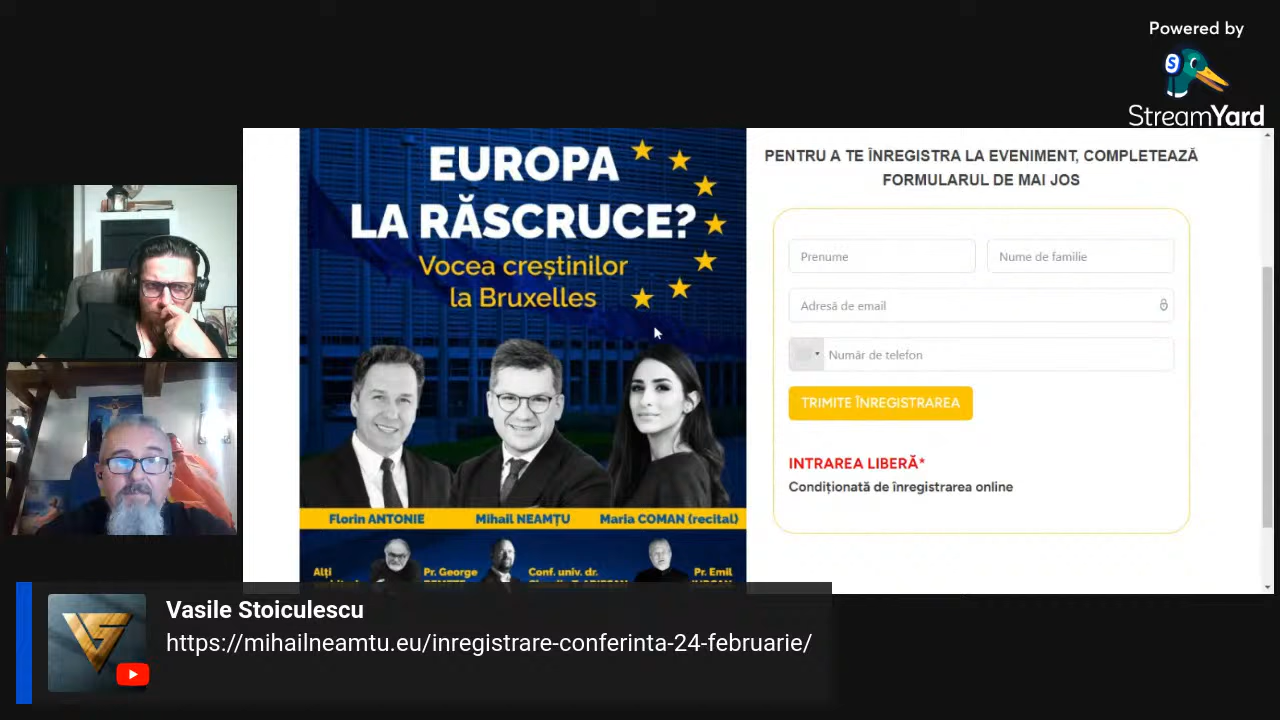 Powered by
StreamYard
EUROPA
LA RĂSCRUCE?
Vocea creștinilor
la Bruxelles
Florin ANTONIE
Mihail NEAMȚU
Maria COMAN (recital)
Alți
Pr. George
Conf. univ. dr.
Pr. Emil
PENTRU A TE ÎNREGISTRA LA EVENIMENT, COMPLETEAZĂ
FORMULARUL DE MAI JOS
Prenume
Nume de familie
Adresă de email
Număr de telefon
TRIMITE ÎNREGISTRAREA
INTRAREA LIBERĂ*
Condiționată de înregistrarea online
Vasile Stoiculescu
https://mihailneamtu.eu/inregistrare-conferinta-24-februarie/